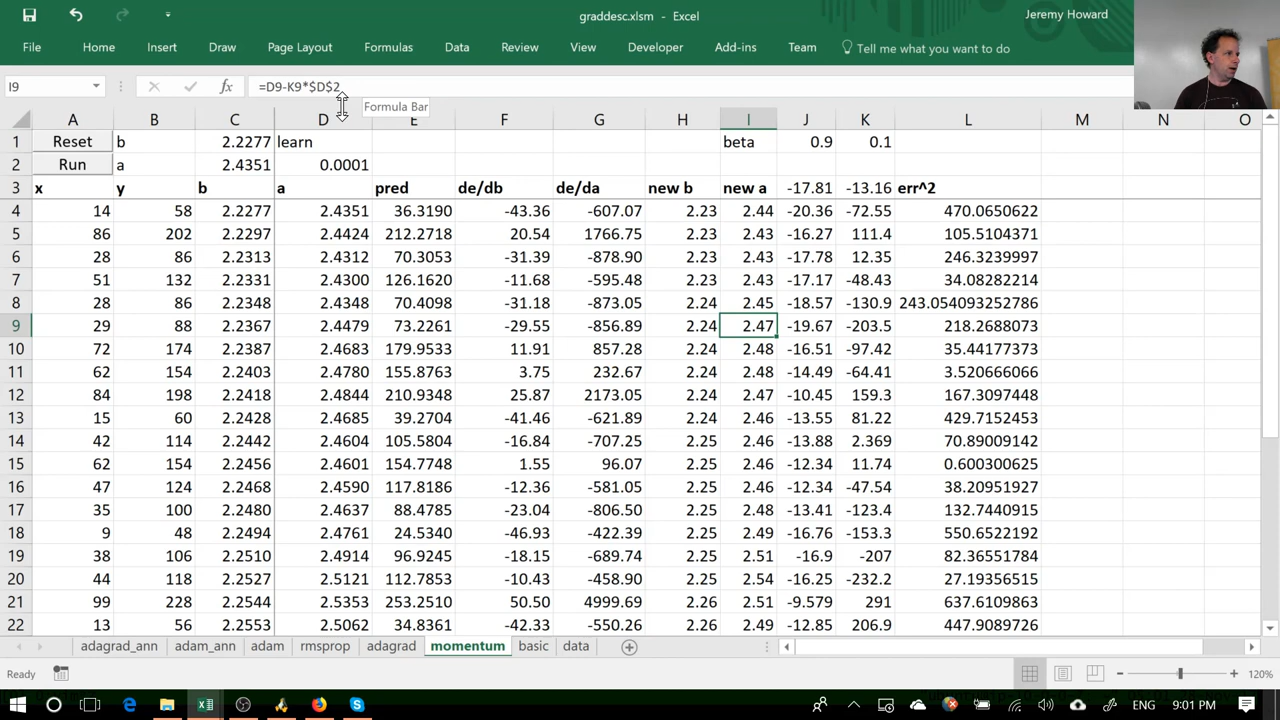 graddesc.xlsm - Excel
Jeremy Howard
File Home Insert Draw Page Layout Formulas Data Review View Developer Add-ins Team Tell me what you want to do
I9 fx =D9-K9*$D$2
Formula Bar
A B C D E F G H I J K L M N O
1 Reset b 2.2277 learn beta 0.9 0.1
2 Run a 2.4351 0.0001
3 x y b a pred de/db de/da new b new a -17.81 -13.16 err^2
4 14 58 2.2277 2.4351 36.3190 -43.36 -607.07 2.23 2.44 -20.36 -72.55 470.0650622
5 86 202 2.2297 2.4424 212.2718 20.54 1766.75 2.23 2.43 -16.27 111.4 105.5104371
6 28 86 2.2313 2.4312 70.3053 -31.39 -878.90 2.23 2.43 -17.78 12.35 246.3239997
7 51 132 2.2331 2.4300 126.1620 -11.68 -595.48 2.23 2.43 -17.17 -48.43 34.08282214
8 28 86 2.2348 2.4348 70.4098 -31.18 -873.05 2.24 2.45 -18.57 -130.9 243.054093252786
9 29 88 2.2367 2.4479 73.2261 -29.55 -856.89 2.24 2.47 -19.67 -203.5 218.2688073
10 72 174 2.2387 2.4683 179.9533 11.91 857.28 2.24 2.48 -16.51 -97.42 35.44177373
11 62 154 2.2403 2.4780 155.8763 3.75 232.67 2.24 2.48 -14.49 -64.41 3.520666066
12 84 198 2.2418 2.4844 210.9348 25.87 2173.05 2.24 2.47 -10.45 159.3 167.3097448
13 15 60 2.2428 2.4685 39.2704 -41.46 -621.89 2.24 2.46 -13.55 81.22 429.7152453
14 42 114 2.2442 2.4604 105.5804 -16.84 -707.25 2.25 2.46 -13.88 2.369 70.89009142
15 62 154 2.2456 2.4601 154.7748 1.55 96.07 2.25 2.46 -12.34 11.74 0.600300625
16 47 124 2.2468 2.4590 117.8186 -12.36 -581.05 2.25 2.46 -12.34 -47.54 38.20951927
17 35 100 2.2480 2.4637 88.4785 -23.04 -806.50 2.25 2.48 -13.41 -123.4 132.7440915
18 9 48 2.2494 2.4761 24.5340 -46.93 -422.39 2.25 2.49 -16.76 -153.3 550.6522192
19 38 106 2.2510 2.4914 96.9245 -18.15 -689.74 2.25 2.51 -16.9 -207 82.36551784
20 44 118 2.2527 2.5121 112.7853 -10.43 -458.90 2.25 2.54 -16.25 -232.2 27.19356515
21 99 228 2.2544 2.5353 253.2510 50.50 4999.69 2.26 2.51 -9.579 291 637.6109863
22 13 56 2.2553 2.5062 34.8361 -42.33 -550.26 2.26 2.49 -12.85 206.9 447.9089726
adagrad_ann adam_ann adam rmsprop adagrad momentum basic data
Ready 120%
ENG 9:01 PM